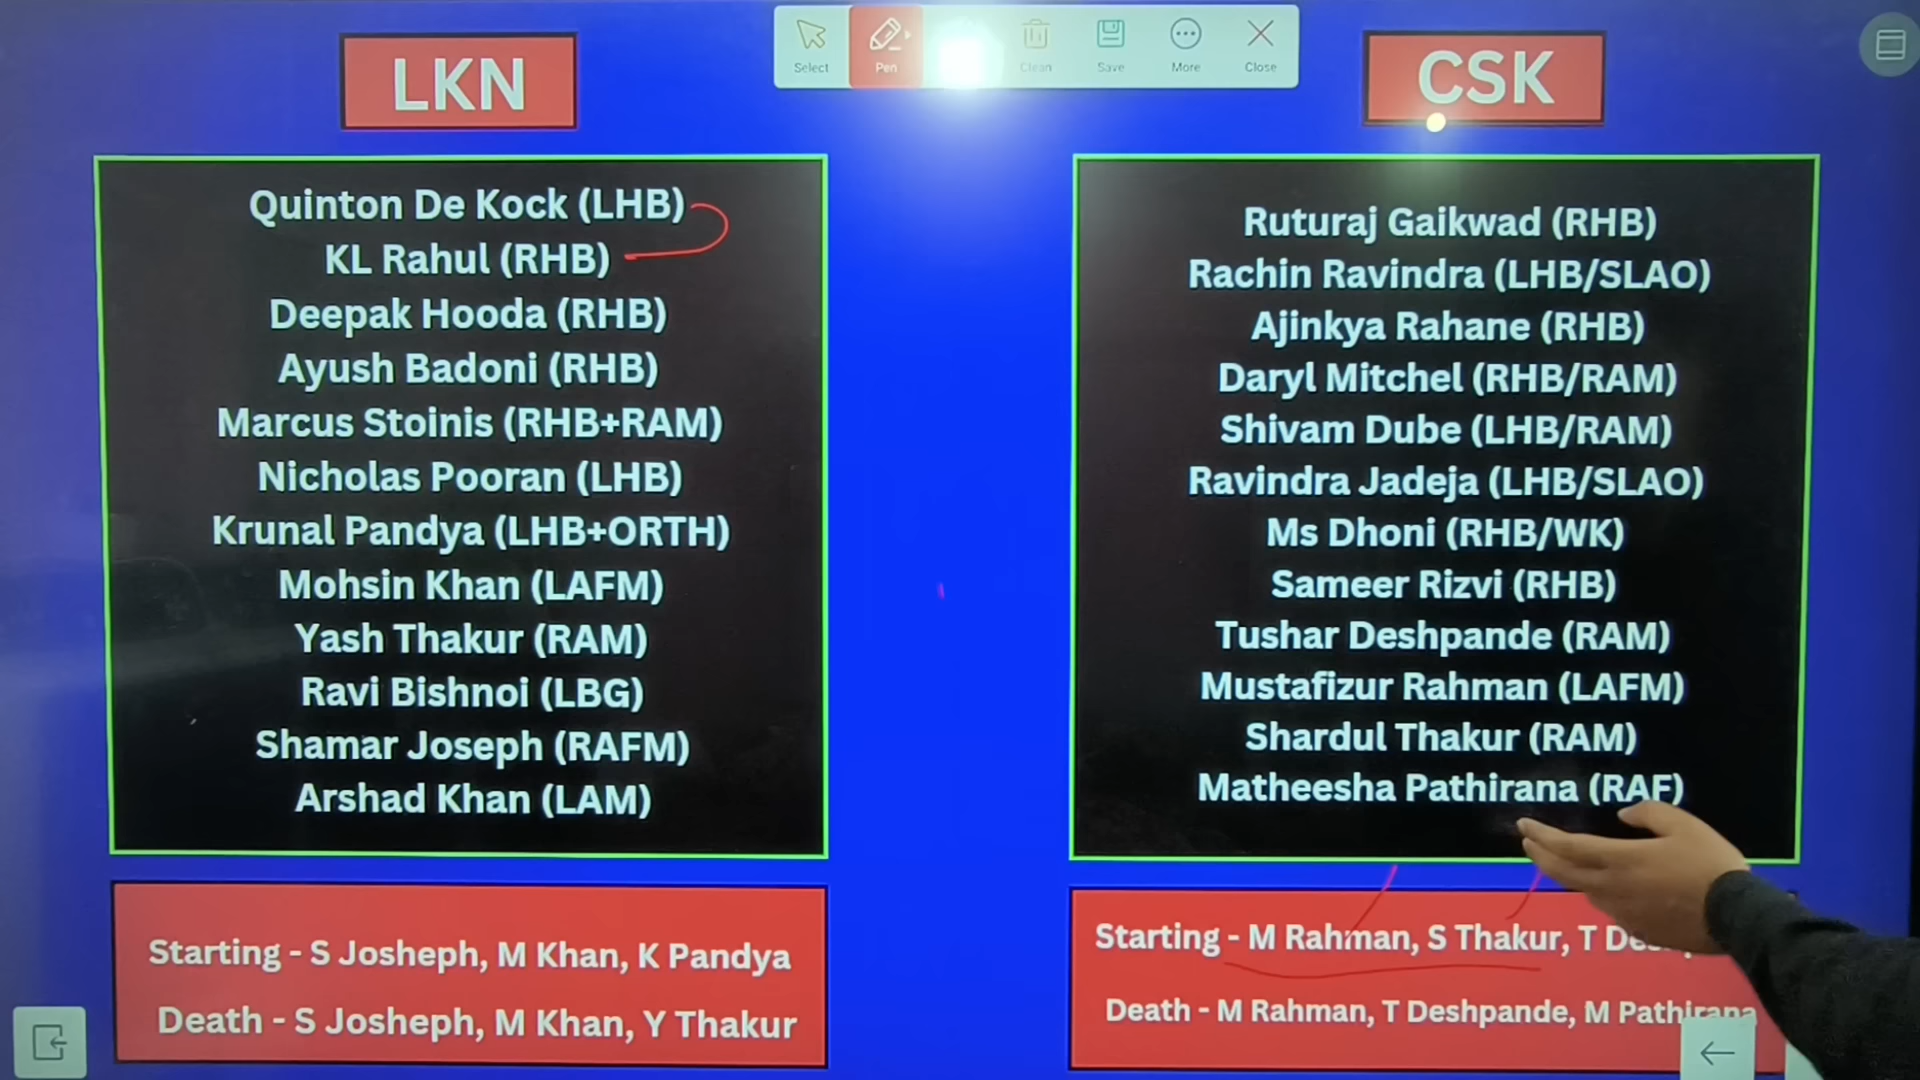 Select
Pen
Clean
Save
More
Close
LKN
Quinton De Kock (LHB)
KL Rahul (RHB)
Deepak Hooda (RHB)
Ayush Badoni (RHB)
Marcus Stoinis (RHB+RAM)
Nicholas Pooran (LHB)
Krunal Pandya (LHB+ORTH)
Mohsin Khan (LAFM)
Yash Thakur (RAM)
Ravi Bishnoi (LBG)
Shamar Joseph (RAFM)
Arshad Khan (LAM)
Starting - S Josheph, M Khan, K Pandya
Death - S Josheph, M Khan, Y Thakur
CSK
Ruturaj Gaikwad (RHB)
Rachin Ravindra (LHB/SLAO)
Ajinkya Rahane (RHB)
Daryl Mitchel (RHB/RAM)
Shivam Dube (LHB/RAM)
Ravindra Jadeja (LHB/SLAO)
Ms Dhoni (RHB/WK)
Sameer Rizvi (RHB)
Tushar Deshpande (RAM)
Mustafizur Rahman (LAFM)
Shardul Thakur (RAM)
Matheesha Pathirana (RAF)
Starting - M Rahman, S Thakur, T
Death - M Rahman, T Deshpande, M Pathirana